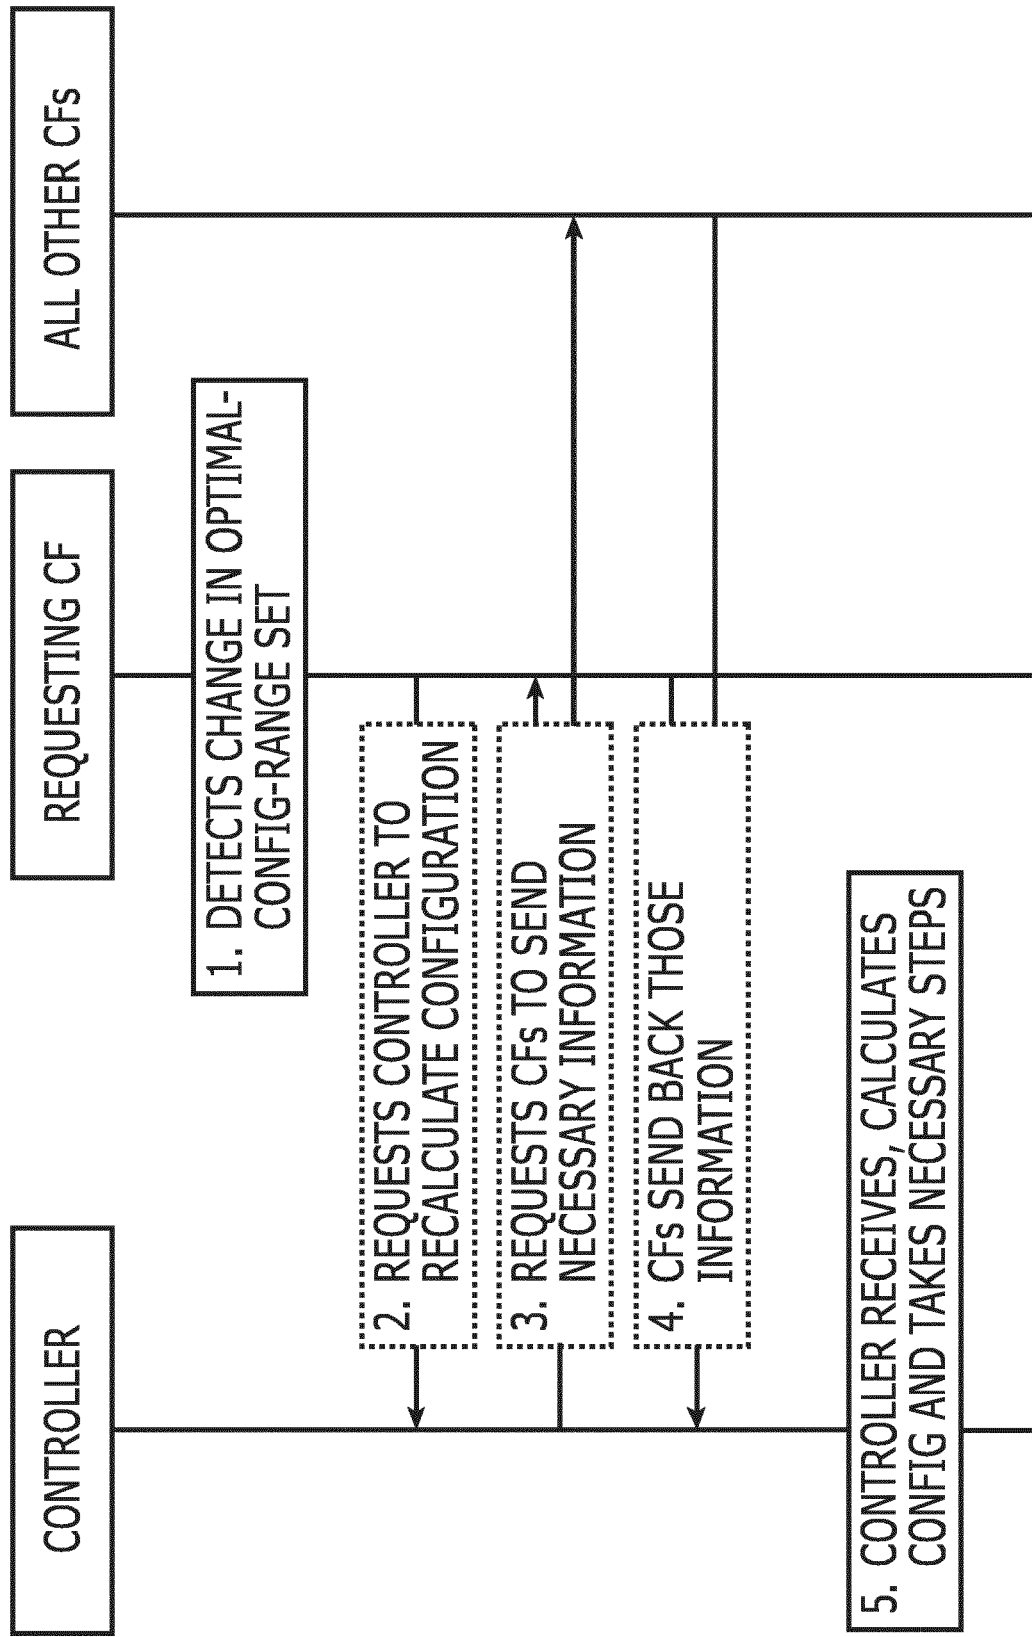 CONTROLLER
REQUESTING CF
ALL OTHER CFs
1. DETECTS CHANGE IN OPTIMAL-
CONFIG-RANGE SET
2. REQUESTS CONTROLLER TO
RECALCULATE CONFIGURATION
3. REQUESTS CFs TO SEND
NECESSARY INFORMATION
4. CFs SEND BACK THOSE
INFORMATION
5. CONTROLLER RECEIVES, CALCULATES
CONFIG AND TAKES NECESSARY STEPS